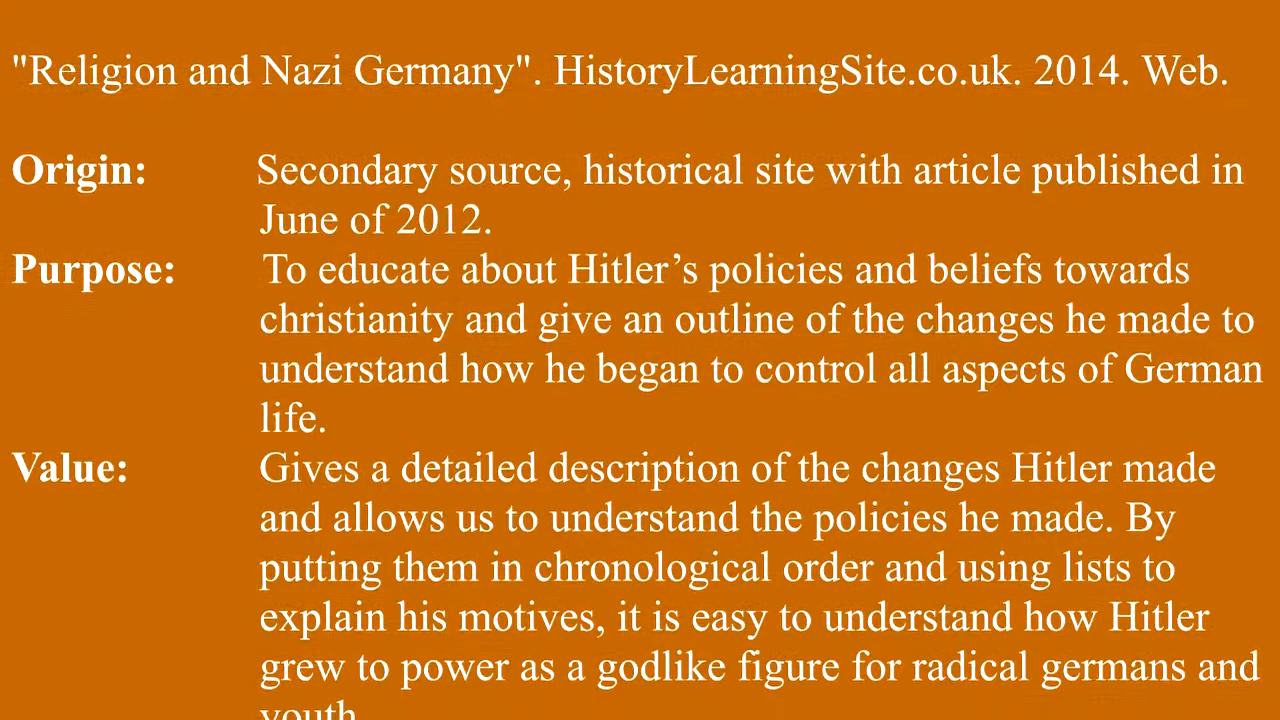 "Religion and Nazi Germany". HistoryLearningSite.co.uk. 2014. Web.
Origin: Secondary source, historical site with article published in
June of 2012.
Purpose: To educate about Hitler’s policies and beliefs towards
christianity and give an outline of the changes he made to
understand how he began to control all aspects of German
life.
Value: Gives a detailed description of the changes Hitler made
and allows us to understand the policies he made. By
putting them in chronological order and using lists to
explain his motives, it is easy to understand how Hitler
grew to power as a godlike figure for radical germans and
youth